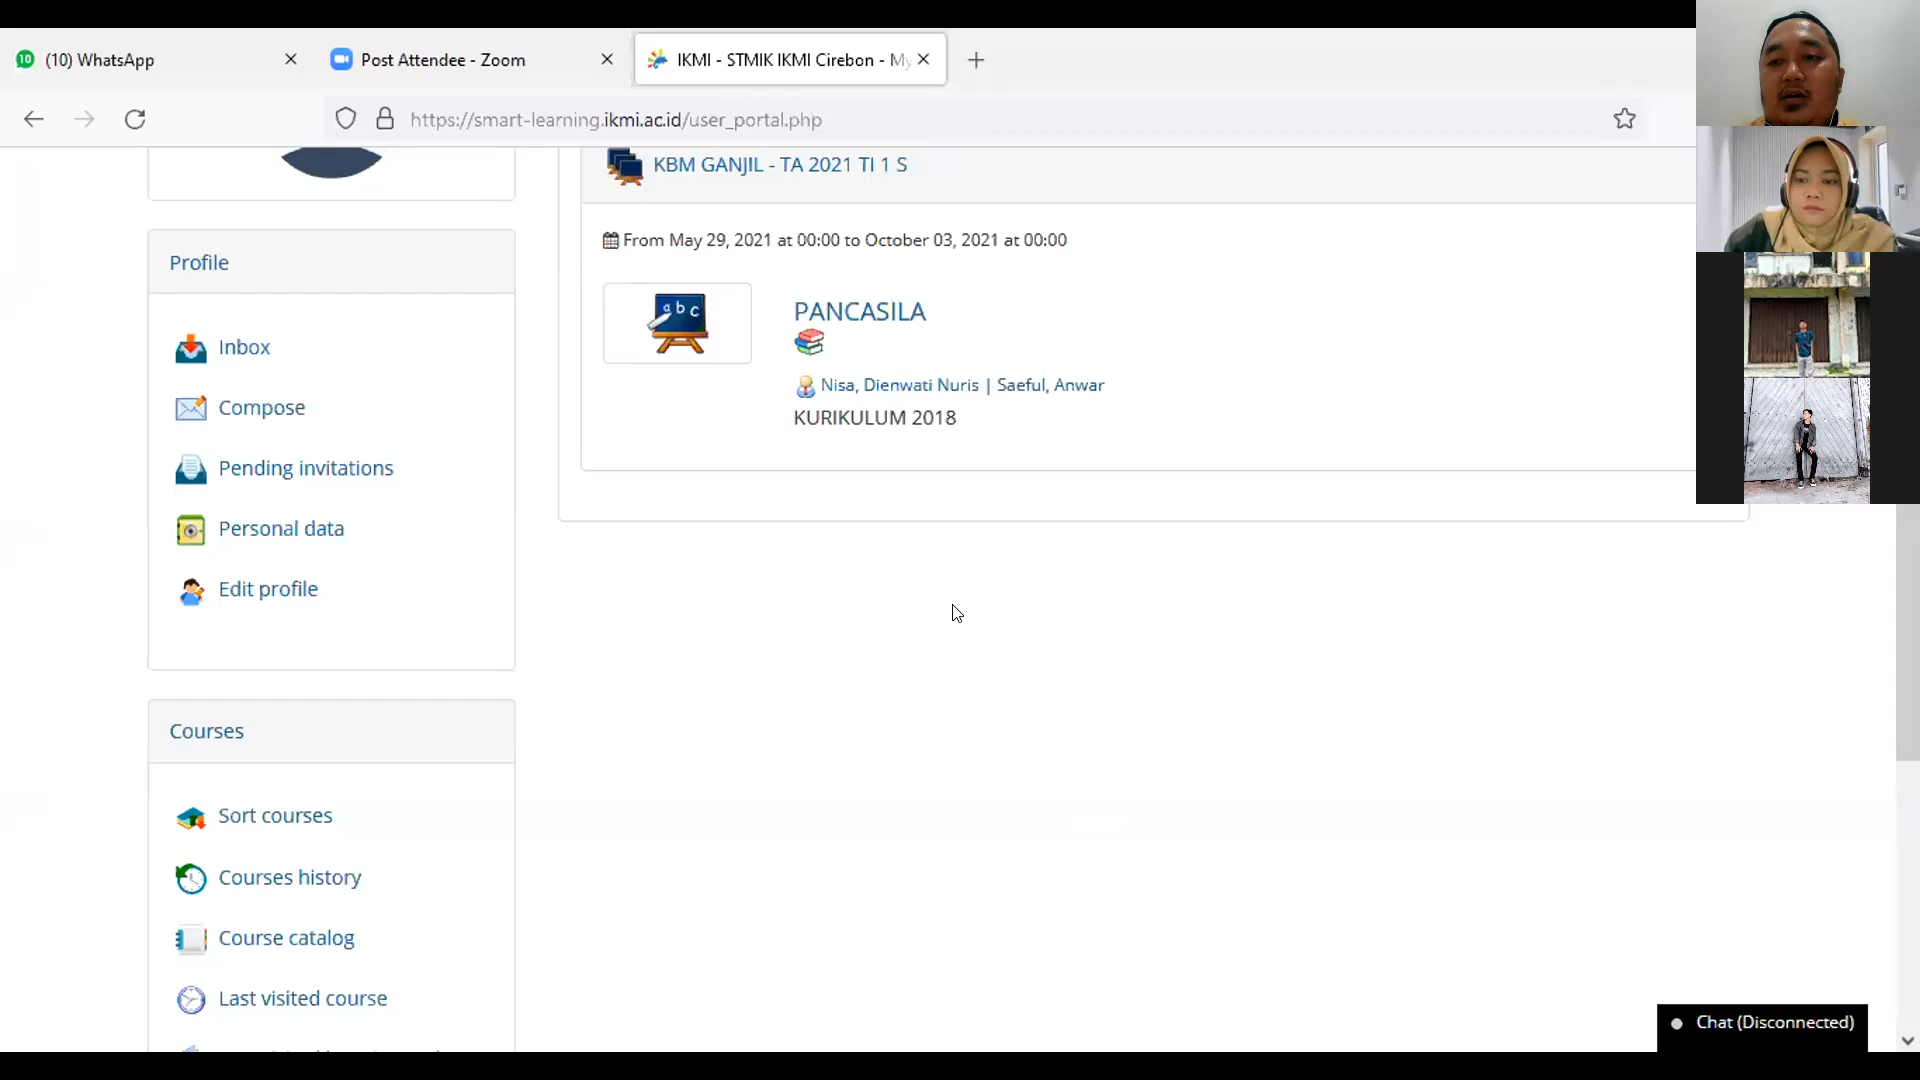 10 (10) WhatsApp
Post Attendee - Zoom
IKMI - STMIK IKMI Cirebon - My
https://smart-learning.ikmi.ac.id/user_portal.php
KBM GANJIL - TA 2021 TI 1 S
From May 29, 2021 at 00:00 to October 03, 2021 at 00:00
abc
PANCASILA
Nisa, Dienwati Nuris | Saeful, Anwar
KURIKULUM 2018
Profile
Inbox
Compose
Pending invitations
Personal data
Edit profile
Courses
Sort courses
Courses history
Course catalog
Last visited course
Chat (Disconnected)